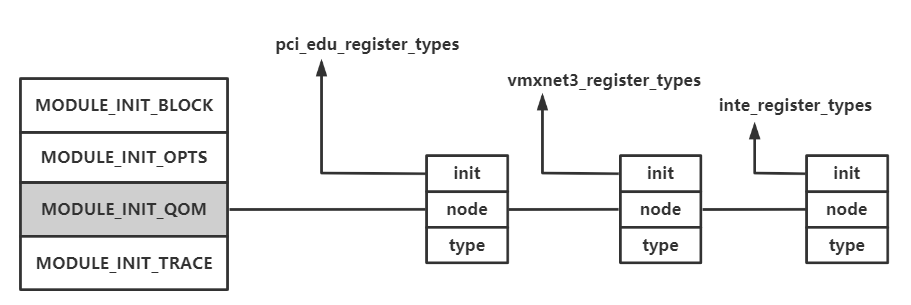 pci_edu_register_types
vmxnet3_register_types
inte_register_types
MODULE_INIT_BLOCK
MODULE_INIT_OPTS
MODULE_INIT_QOM
MODULE_INIT_TRACE
init
node
type
init
node
type
init
node
type